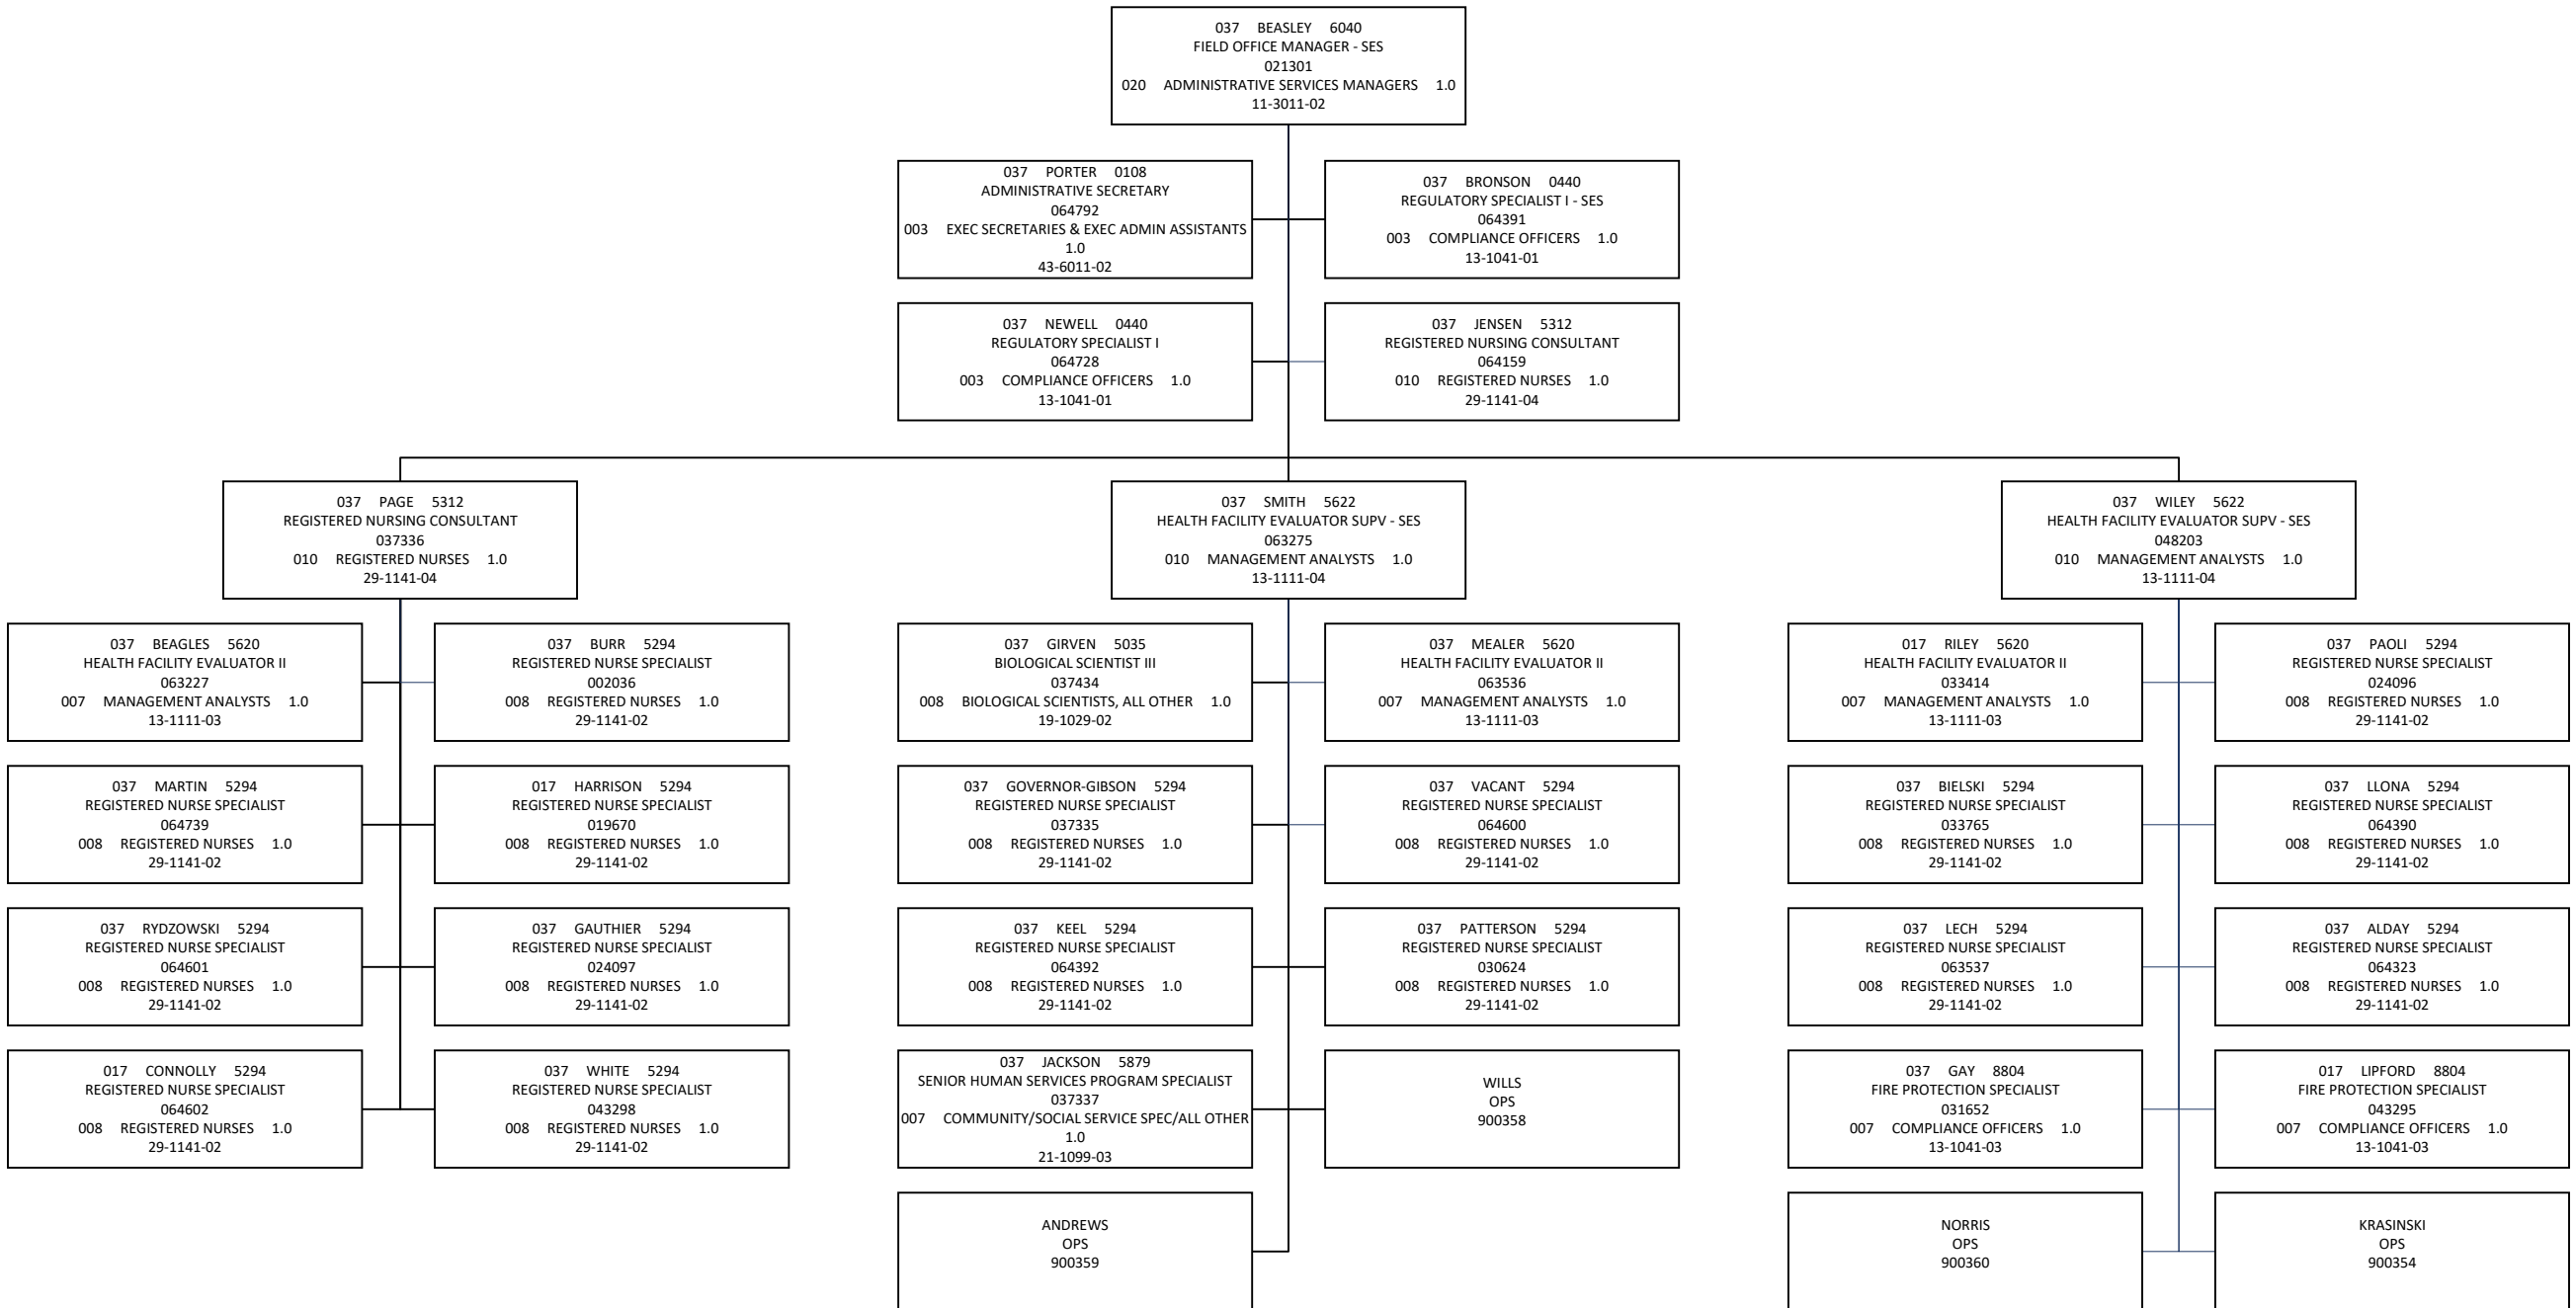 037 BEASLEY 6040
FIELD OFFICE MANAGER - SES
021301
020 ADMINISTRATIVE SERVICES MANAGERS 1.0
11-3011-02
037 PORTER 0108
ADMINISTRATIVE SECRETARY
064792
003 EXEC SECRETARIES & EXEC ADMIN ASSISTANTS
1.0
43-6011-02
037 BRONSON 0440
REGULATORY SPECIALIST I - SES
064391
003 COMPLIANCE OFFICERS 1.0
13-1041-01
037 NEWELL 0440
REGULATORY SPECIALIST I
064728
003 COMPLIANCE OFFICERS 1.0
13-1041-01
037 JENSEN 5312
REGISTERED NURSING CONSULTANT
064159
010 REGISTERED NURSES 1.0
29-1141-04
037 PAGE 5312
REGISTERED NURSING CONSULTANT
037336
010 REGISTERED NURSES 1.0
29-1141-04
037 SMITH 5622
HEALTH FACILITY EVALUATOR SUPV - SES
063275
010 MANAGEMENT ANALYSTS 1.0
13-1111-04
037 WILEY 5622
HEALTH FACILITY EVALUATOR SUPV - SES
048203
010 MANAGEMENT ANALYSTS 1.0
13-1111-04
037 BEAGLES 5620
HEALTH FACILITY EVALUATOR II
063227
007 MANAGEMENT ANALYSTS 1.0
13-1111-03
037 BURR 5294
REGISTERED NURSE SPECIALIST
002036
008 REGISTERED NURSES 1.0
29-1141-02
037 GIRVEN 5035
BIOLOGICAL SCIENTIST III
037434
008 BIOLOGICAL SCIENTISTS, ALL OTHER 1.0
19-1029-02
037 MEALER 5620
HEALTH FACILITY EVALUATOR II
063536
007 MANAGEMENT ANALYSTS 1.0
13-1111-03
017 RILEY 5620
HEALTH FACILITY EVALUATOR II
033414
007 MANAGEMENT ANALYSTS 1.0
13-1111-03
037 PAOLI 5294
REGISTERED NURSE SPECIALIST
024096
008 REGISTERED NURSES 1.0
29-1141-02
037 MARTIN 5294
REGISTERED NURSE SPECIALIST
064739
008 REGISTERED NURSES 1.0
29-1141-02
017 HARRISON 5294
REGISTERED NURSE SPECIALIST
019670
008 REGISTERED NURSES 1.0
29-1141-02
037 GOVERNOR-GIBSON 5294
REGISTERED NURSE SPECIALIST
037335
008 REGISTERED NURSES 1.0
29-1141-02
037 VACANT 5294
REGISTERED NURSE SPECIALIST
064600
008 REGISTERED NURSES 1.0
29-1141-02
037 BIELSKI 5294
REGISTERED NURSE SPECIALIST
033765
008 REGISTERED NURSES 1.0
29-1141-02
037 LLONA 5294
REGISTERED NURSE SPECIALIST
064390
008 REGISTERED NURSES 1.0
29-1141-02
037 RYDZOWSKI 5294
REGISTERED NURSE SPECIALIST
064601
008 REGISTERED NURSES 1.0
29-1141-02
037 GAUTHIER 5294
REGISTERED NURSE SPECIALIST
024097
008 REGISTERED NURSES 1.0
29-1141-02
037 KEEL 5294
REGISTERED NURSE SPECIALIST
064392
008 REGISTERED NURSES 1.0
29-1141-02
037 PATTERSON 5294
REGISTERED NURSE SPECIALIST
030624
008 REGISTERED NURSES 1.0
29-1141-02
037 LECH 5294
REGISTERED NURSE SPECIALIST
063537
008 REGISTERED NURSES 1.0
29-1141-02
037 ALDAY 5294
REGISTERED NURSE SPECIALIST
064323
008 REGISTERED NURSES 1.0
29-1141-02
017 CONNOLLY 5294
REGISTERED NURSE SPECIALIST
064602
008 REGISTERED NURSES 1.0
29-1141-02
037 WHITE 5294
REGISTERED NURSE SPECIALIST
043298
008 REGISTERED NURSES 1.0
29-1141-02
037 JACKSON 5879
SENIOR HUMAN SERVICES PROGRAM SPECIALIST
037337
007 COMMUNITY/SOCIAL SERVICE SPEC/ALL OTHER
1.0
21-1099-03
WILLS
OPS
900358
037 GAY 8804
FIRE PROTECTION SPECIALIST
031652
007 COMPLIANCE OFFICERS 1.0
13-1041-03
017 LIPFORD 8804
FIRE PROTECTION SPECIALIST
043295
007 COMPLIANCE OFFICERS 1.0
13-1041-03
ANDREWS
OPS
900359
NORRIS
OPS
900360
KRASINSKI
OPS
900354